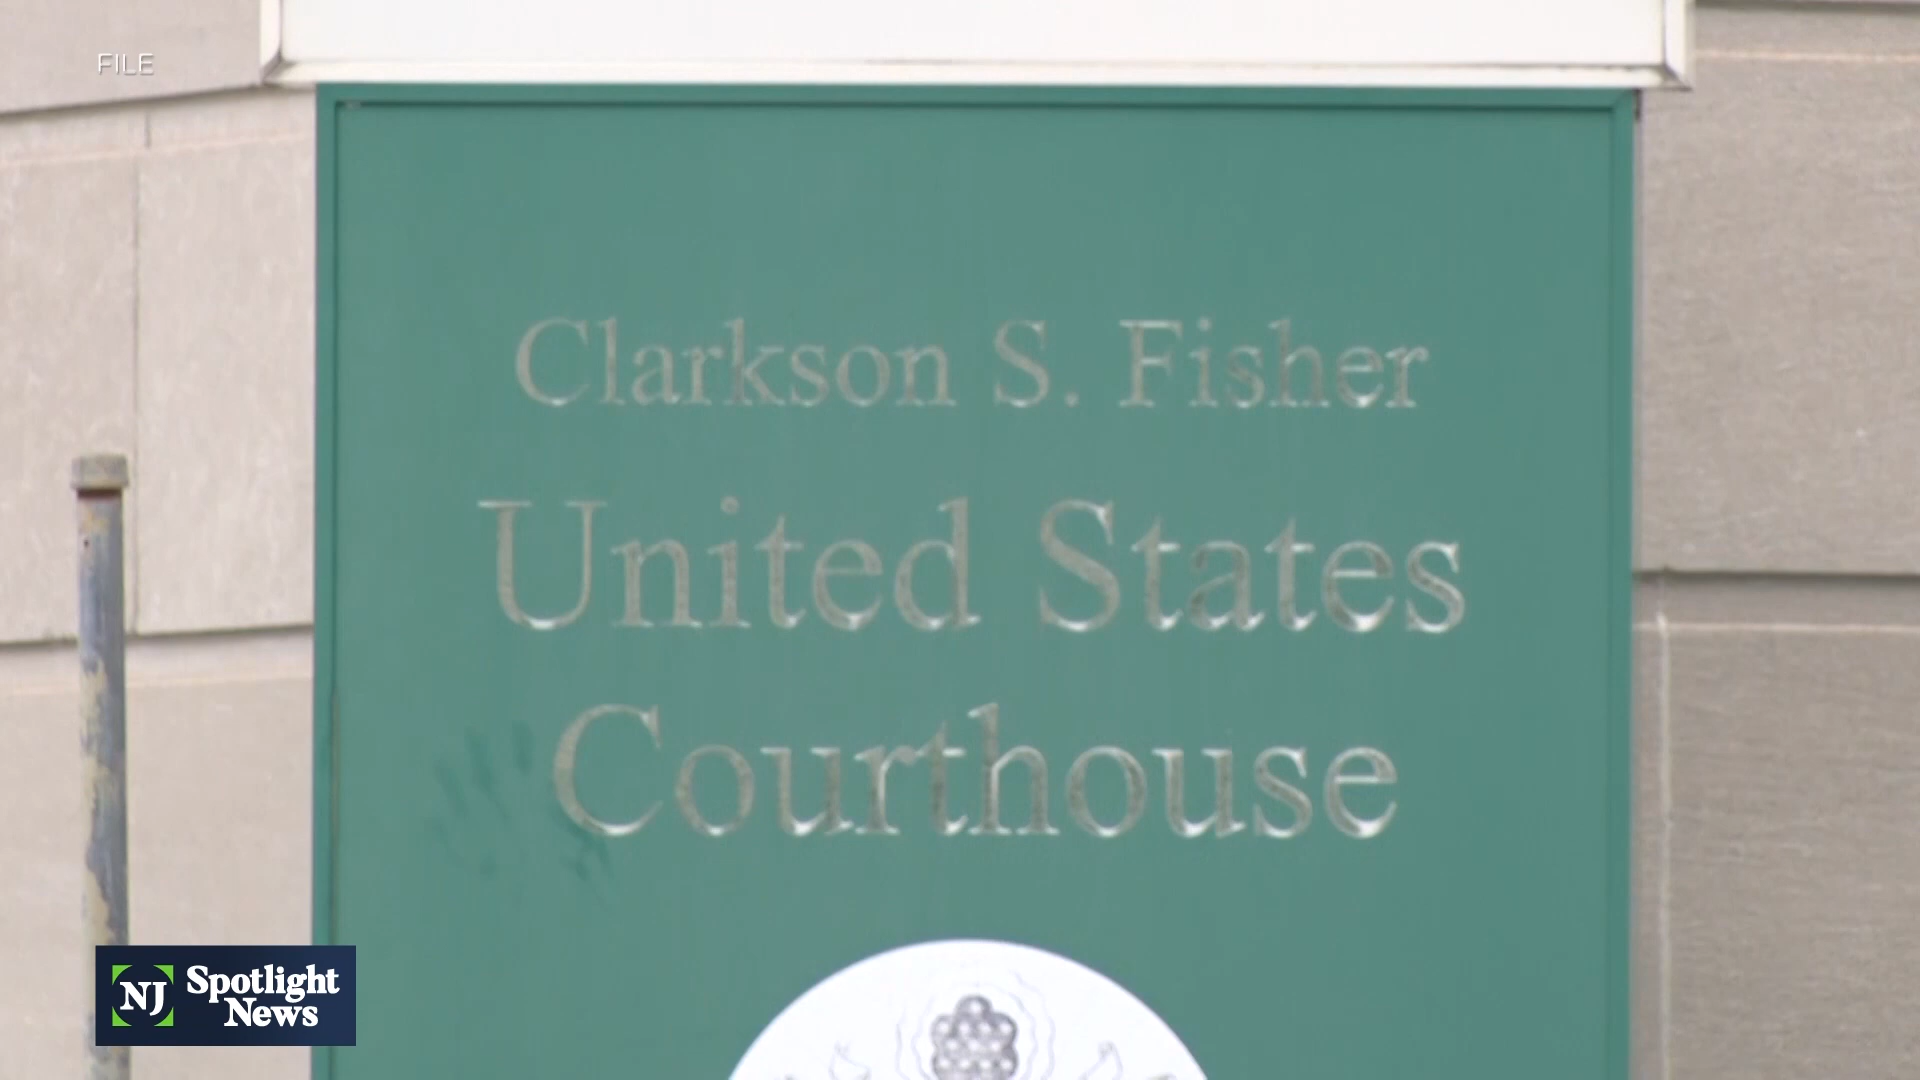 FILE
Clarkson S. Fisher
United States
Courthouse
NJ Spotlight
News